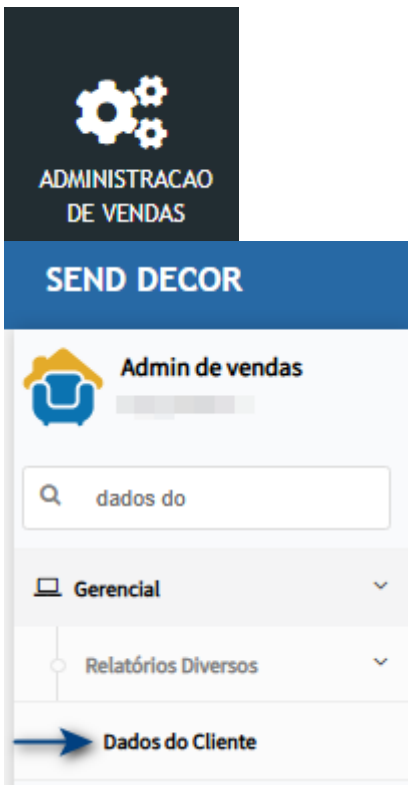 ADMINISTRACAO
DE VENDAS
SEND DECOR
Admin de vendas
dados do
Gerencial
Relatórios Diversos
Dados do Cliente